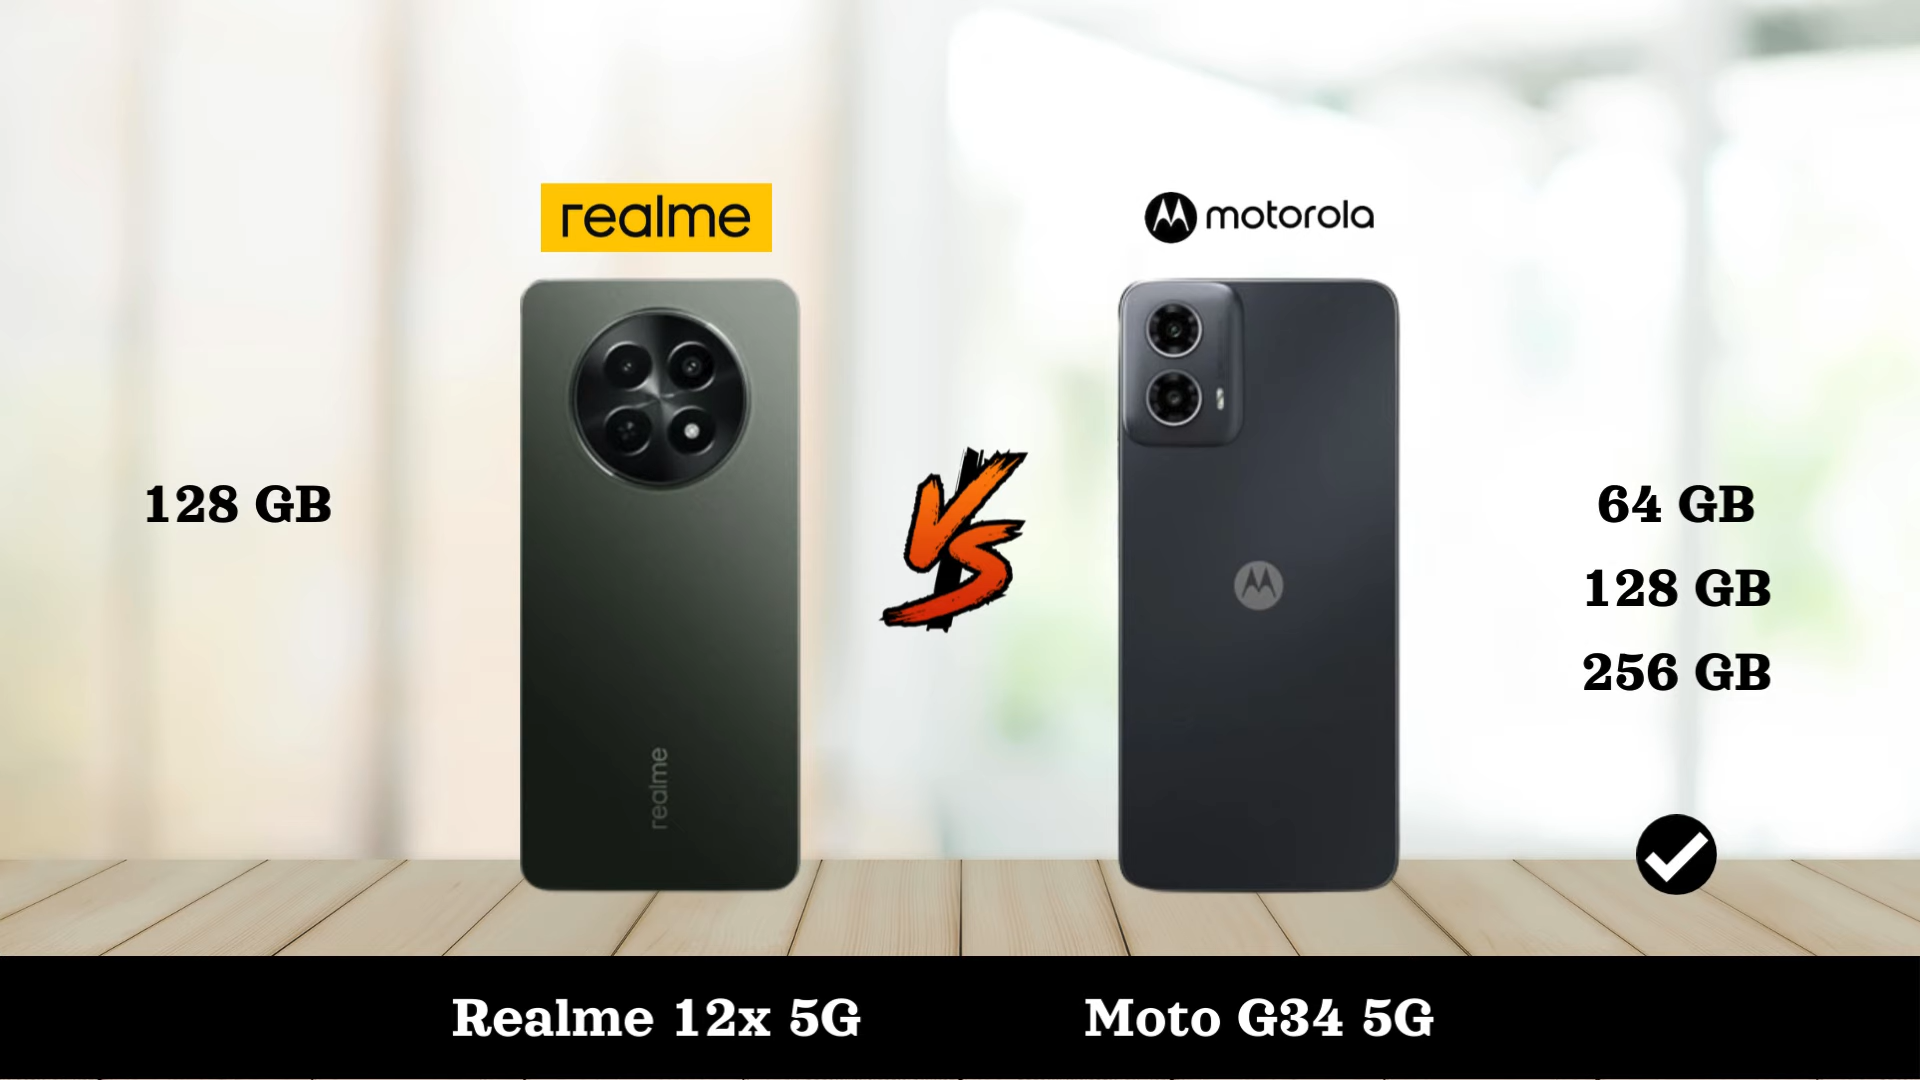 realme
motorola
128 GB
realme
VS
64 GB
128 GB
256 GB
Realme 12x 5G
Moto G34 5G